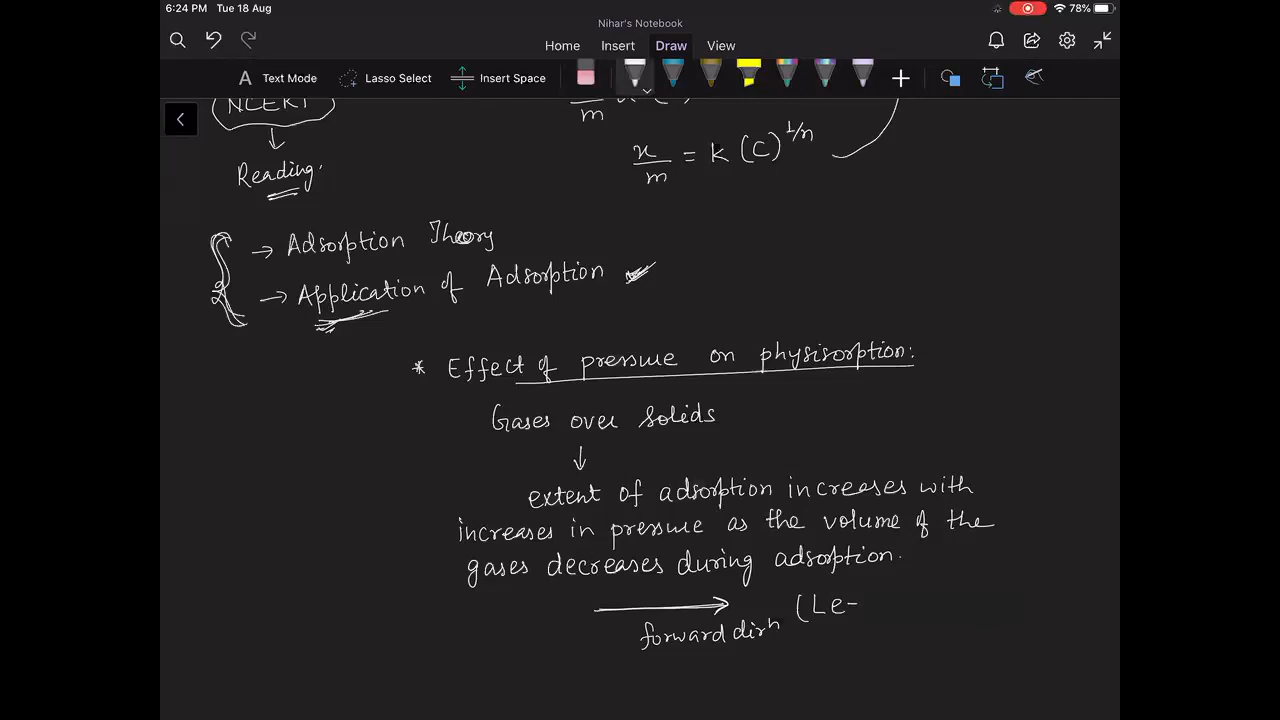 6:24 PM Tue 18 Aug
78%
Nihar's Notebook
Home Insert Draw View
Text Mode Lasso Select Insert Space
NCERT
m
x/m = k (C)^1/n
Reading.
→ Adsorption Theory
→ Application of Adsorption
* Effect of pressure on physisorption:
Gases over solids
↓
extent of adsorption increases with
increases in pressure as the volume of the
gases decreases during adsorption.
forward dirn (Le-